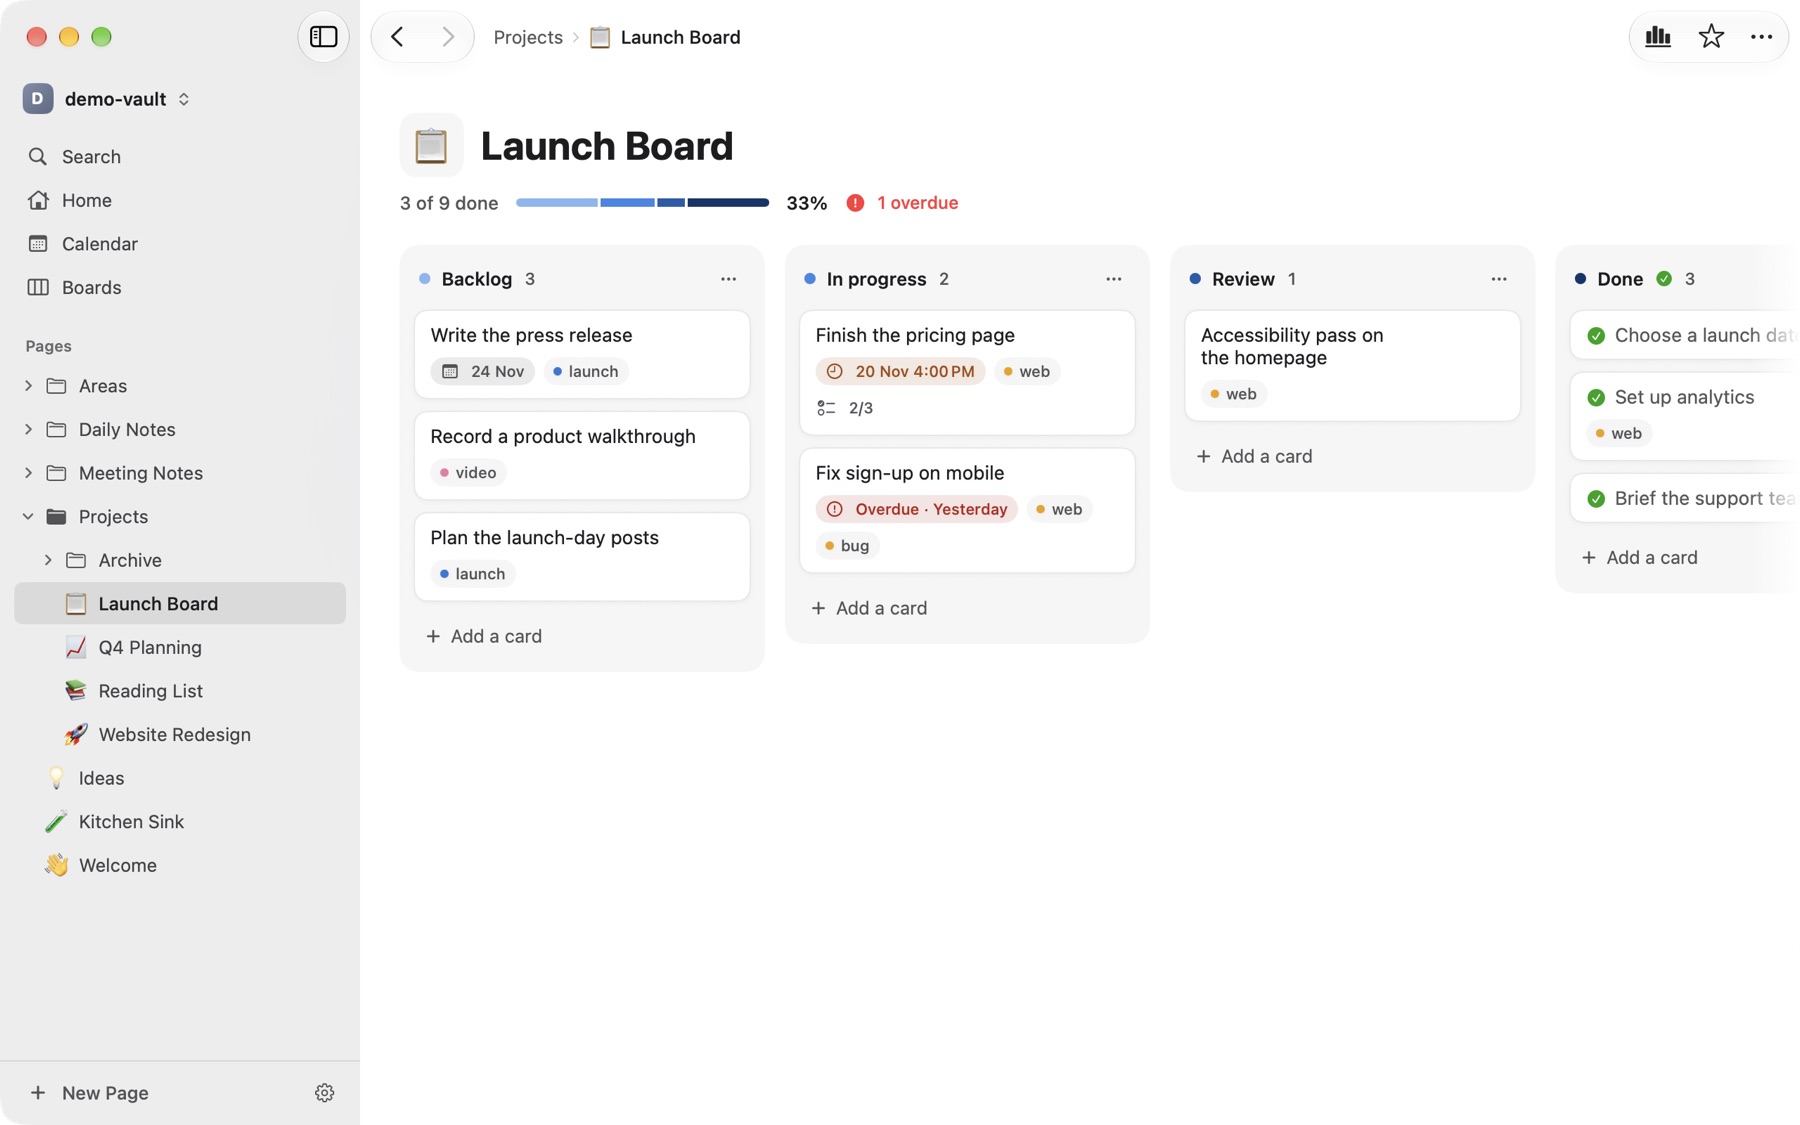 D demo-vault
Search
Home
Calendar
Boards
Pages
Areas
Daily Notes
Meeting Notes
Projects
Archive
Launch Board
Q4 Planning
Reading List
Website Redesign
Ideas
Kitchen Sink
Welcome
New Page
Projects › Launch Board
Launch Board
3 of 9 done 33% 1 overdue
Backlog 3
Write the press release
24 Nov launch
Record a product walkthrough
video
Plan the launch-day posts
launch
+ Add a card
In progress 2
Finish the pricing page
20 Nov 4:00 PM web
2/3
Fix sign-up on mobile
Overdue · Yesterday web
bug
+ Add a card
Review 1
Accessibility pass on
the homepage
web
+ Add a card
Done 3
Choose a launch
Set up analytics
web
Brief the support
+ Add a card